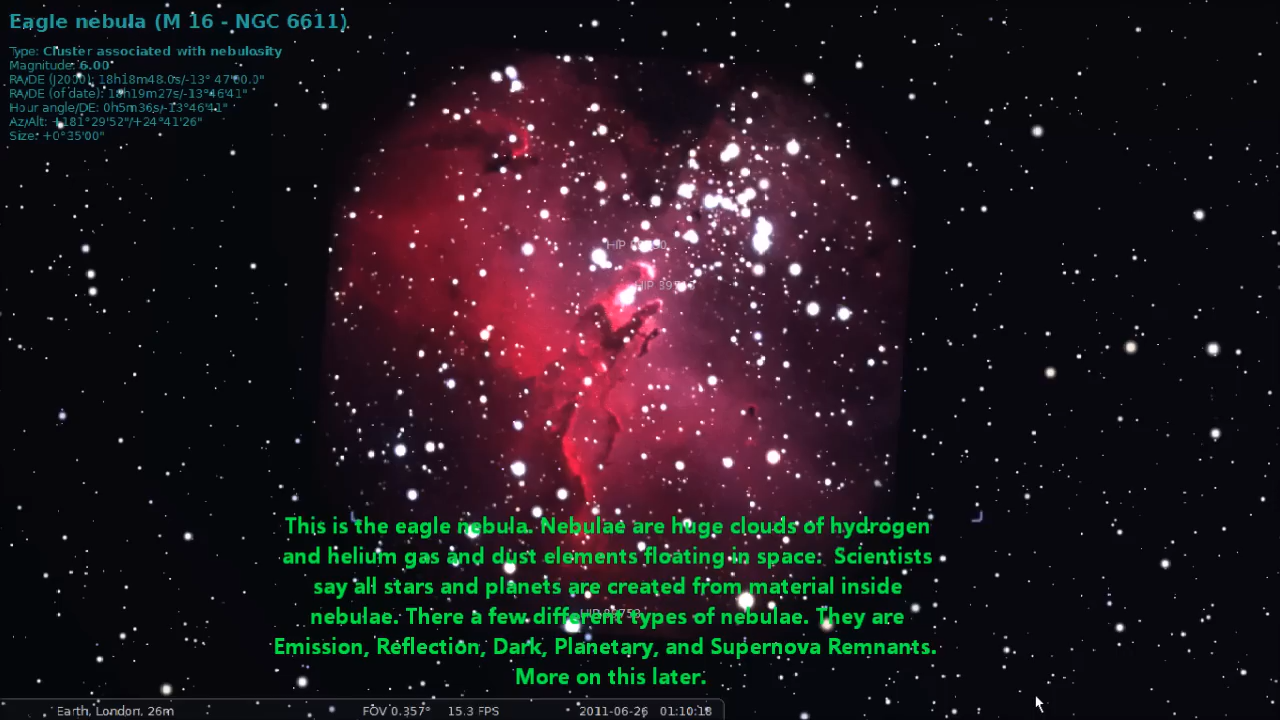 Eagle nebula (M 16 - NGC 6611)
Type: Cluster associated with nebulosity
Magnitude: 6.00
RA/DE (J2000): 18h18m48.0s/-13° 47'00.0"
RA/DE (of date): 18h19m27s/-13°46'41"
Hour angle/DE: 0h5m36s/-13°46'41"
Az/Alt: +181°29'52"/+24°41'26"
Size: +0°35'00"
HIP
HIP
This is the eagle nebula. Nebulae are huge clouds of hydrogen
and helium gas and dust elements floating in space. Scientists
say all stars and planets are created from material inside
nebulae. There a few different types of nebulae. They are
HIP
Emission, Reflection, Dark, Planetary, and Supernova Remnants.
More on this later.
Earth, London, 26m FOV 0.357° 15.3 FPS 2011-06-26 01:10:18